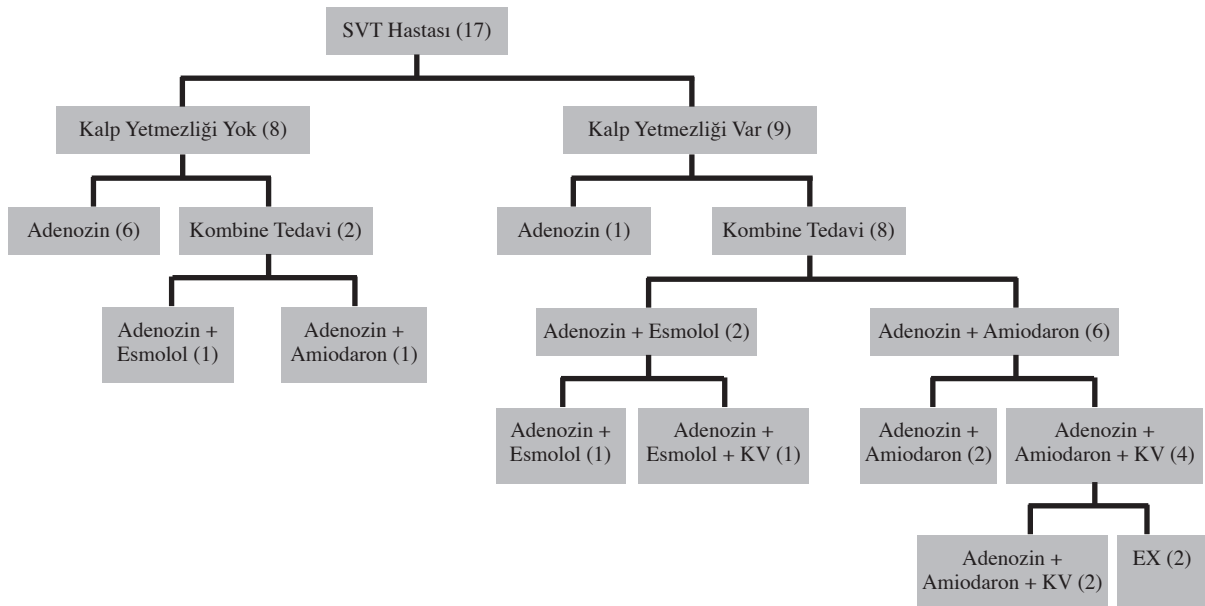 SVT Hastası (17)
Kalp Yetmezliği Yok (8)
Kalp Yetmezliği Var (9)
Adenozin (6)
Kombine Tedavi (2)
Adenozin (1)
Kombine Tedavi (8)
Adenozin +
Esmolol (1)
Adenozin +
Amiodaron (1)
Adenozin + Esmolol (2)
Adenozin + Amiodaron (6)
Adenozin +
Esmolol (1)
Adenozin +
Esmolol + KV (1)
Adenozin +
Amiodaron (2)
Adenozin +
Amiodaron + KV (4)
Adenozin +
Amiodaron + KV (2)
EX (2)